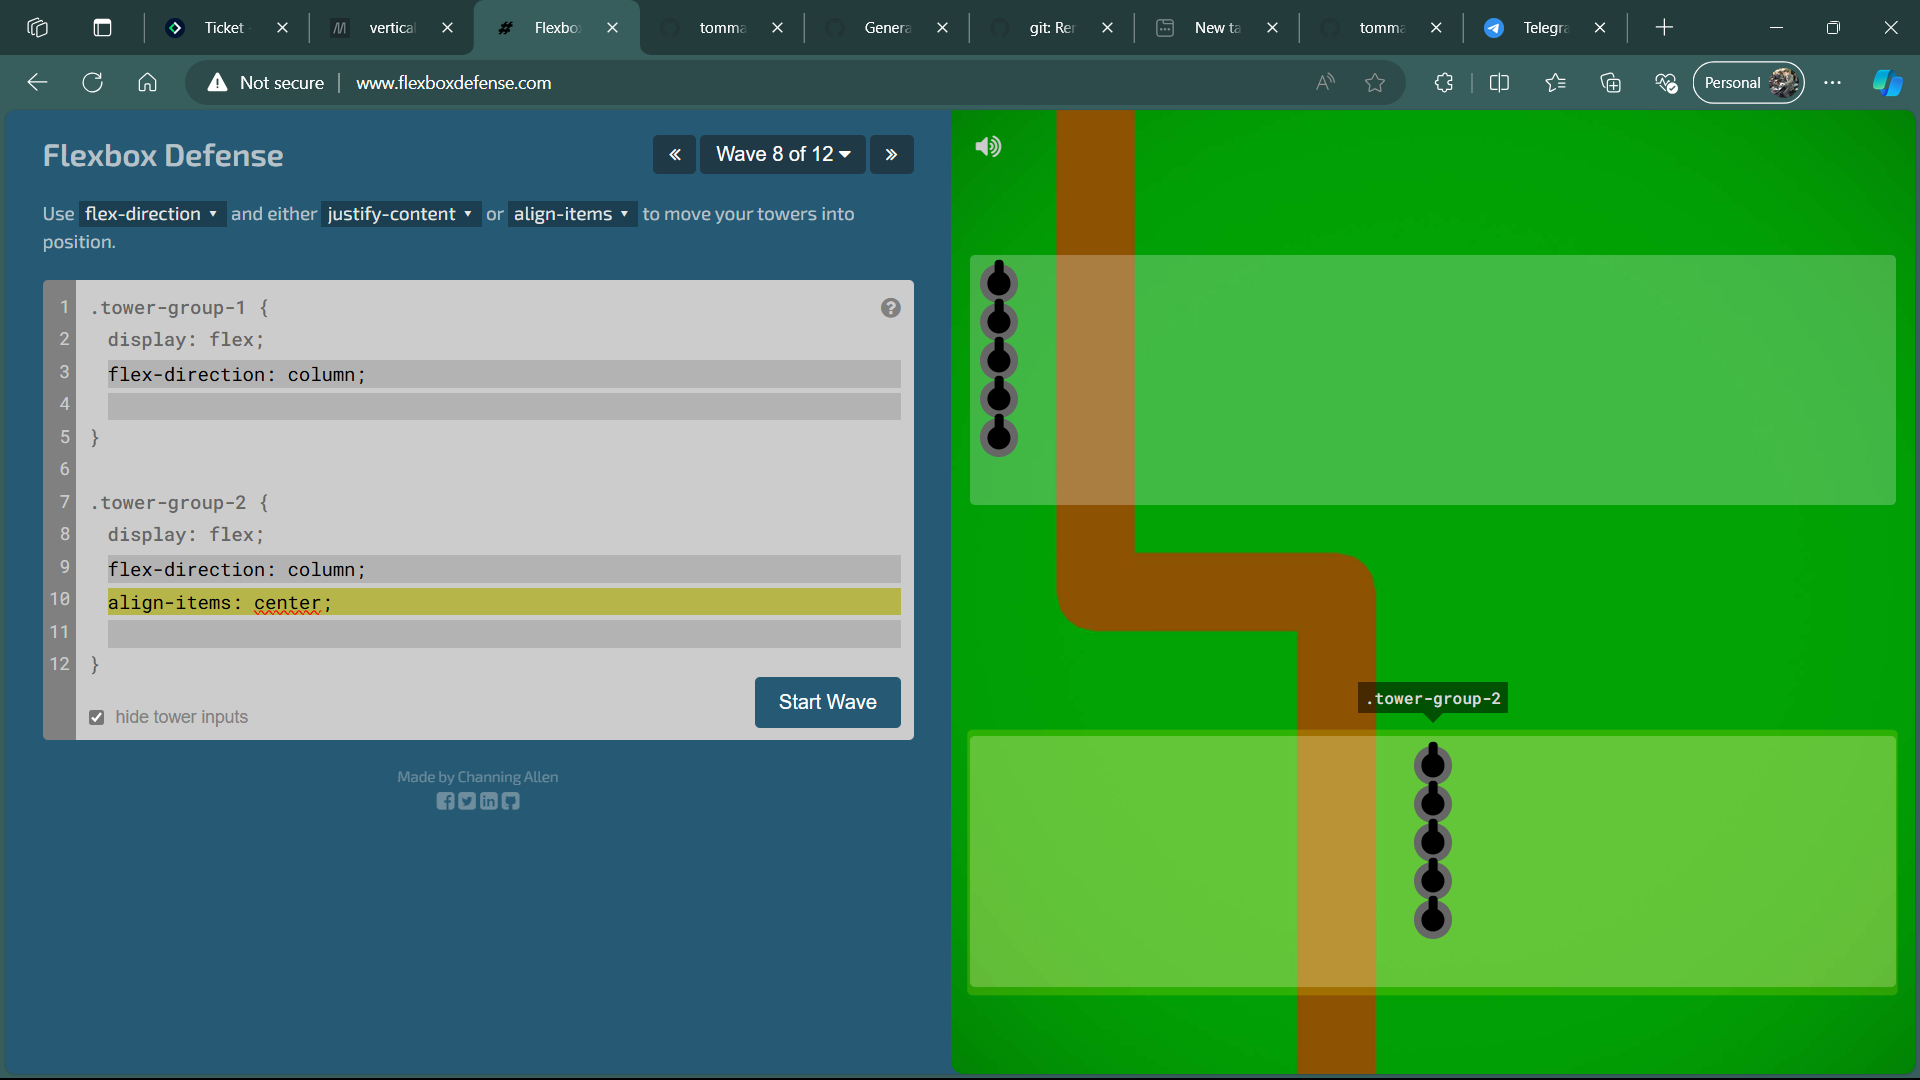 Ticket
vertical
Flexbo
tomma
Genera
git: Rer
New ta
tomma
Telegra
Not secure
www.flexboxdefense.com
Personal
Flexbox Defense
« Wave 8 of 12 »
Use flex-direction and either justify-content or align-items to move your towers into
position.
1 .tower-group-1 {
2 display: flex;
3 flex-direction: column;
4
5 }
6
7 .tower-group-2 {
8 display: flex;
9 flex-direction: column;
10 align-items: center;
11
12 }
hide tower inputs
Start Wave
Made by Channing Allen
.tower-group-2